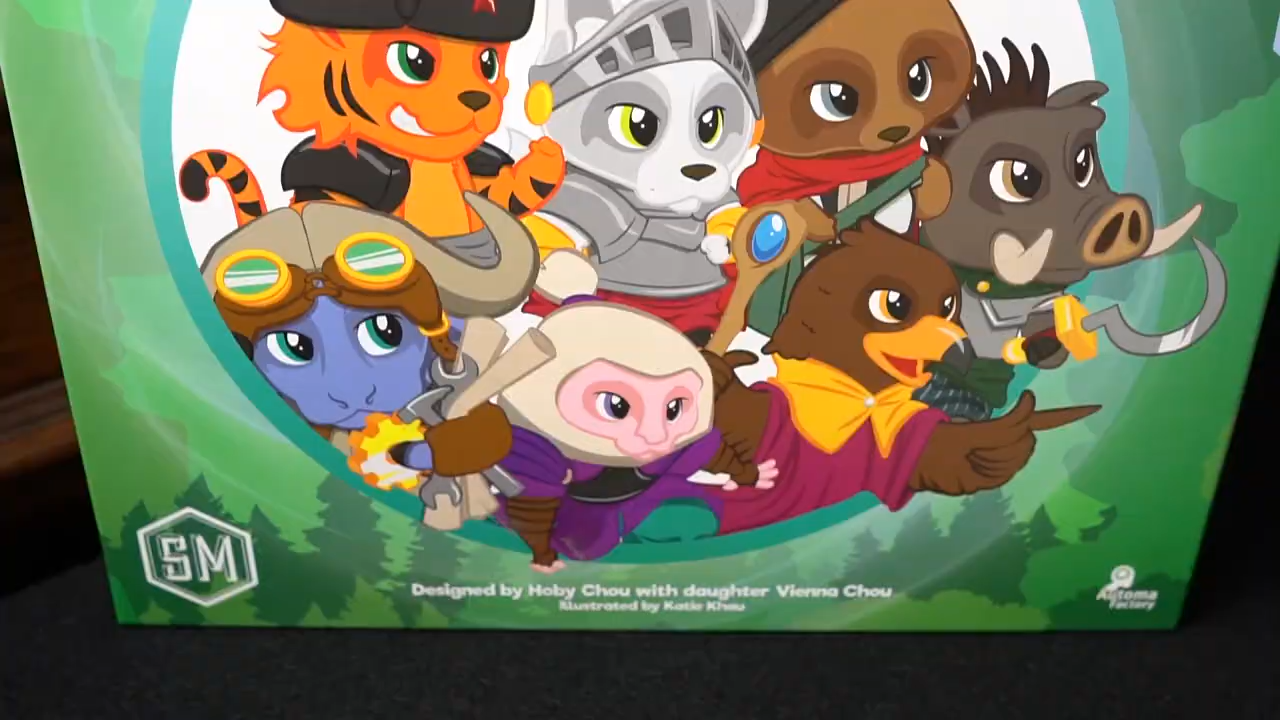 SM
Designed by Hoby Chou with daughter Vienna Chou
Illustrated by Katie Khau
Automa
Factory